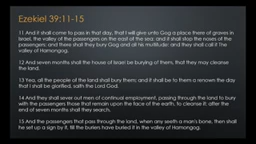 Ezekiel 39:11-15
11 And it shall come to pass in that day, that I will give unto Gog a place there of graves in
Israel, the valley of the passengers on the east of the sea: and it shall stop the noses of the
passengers: and there shall they bury Gog and all his multitude: and they shall call it The
valley of Hamongog.
12 And seven months shall the house of Israel be burying of them, that they may cleanse
the land.
13 Yea, all the people of the land shall bury them; and it shall be to them a renown the day
that I shall be glorified, saith the Lord God.
14 And they shall sever out men of continual employment, passing through the land to bury
with the passengers those that remain upon the face of the earth, to cleanse it: after the
end of seven months shall they search.
15 And the passengers that pass through the land, when any seeth a man's bone, then shall
he set up a sign by it, till the buriers have buried it in the valley of Hamongog.